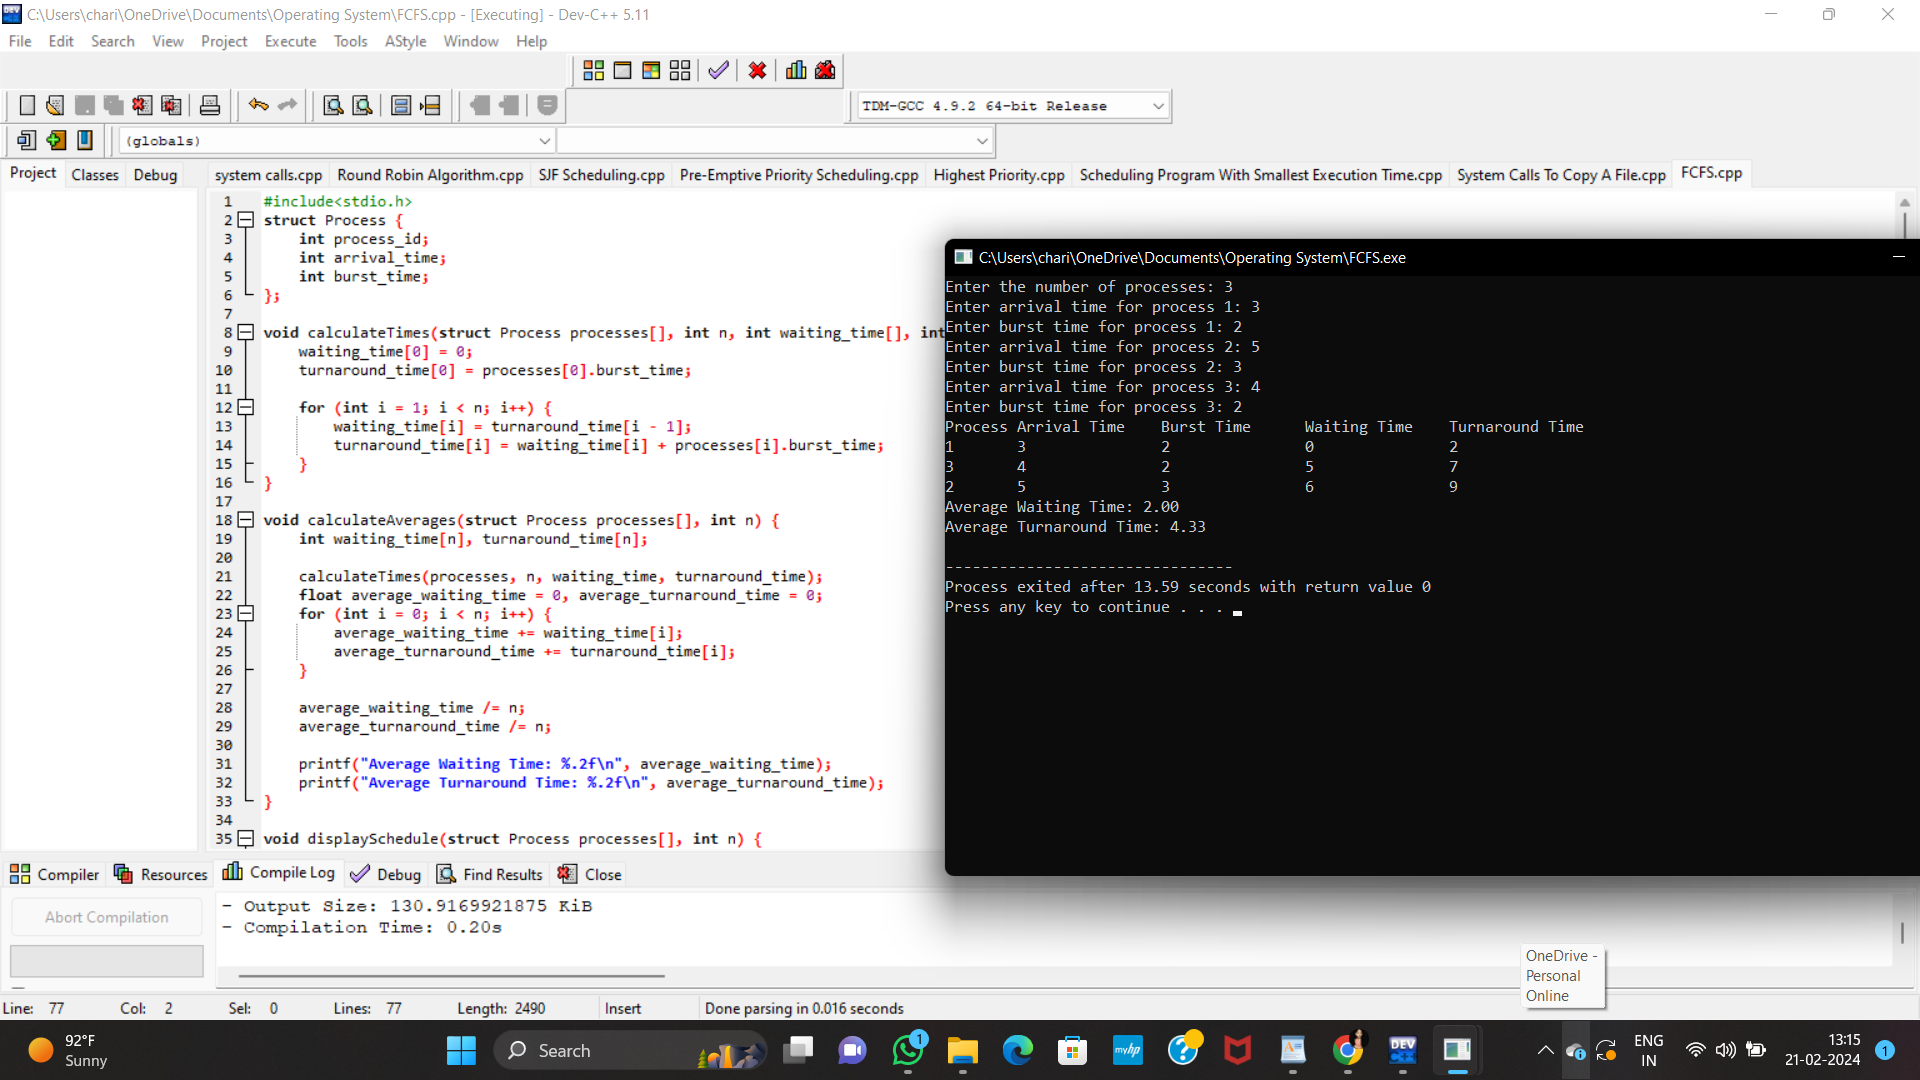 C:\Users\chari\OneDrive\Documents\Operating System\FCFS.cpp - [Executing] - Dev-C++ 5.11
File Edit Search View Project Execute Tools AStyle Window Help
TDM-GCC 4.9.2 64-bit Release
(globals)
Project Classes Debug
system calls.cpp Round Robin Algorithm.cpp SJF Scheduling.cpp Pre-Emptive Priority Scheduling.cpp Highest Priority.cpp Scheduling Program With Smallest Execution Time.cpp System Calls To Copy A File.cpp FCFS.cpp
1 #include<stdio.h>
2 struct Process {
3 int process_id;
4 int arrival_time;
5 int burst_time;
6 };
7
8 void calculateTimes(struct Process processes[], int n, int waiting_time[], int
9 waiting_time[0] = 0;
10 turnaround_time[0] = processes[0].burst_time;
11
12 for (int i = 1; i < n; i++) {
13 waiting_time[i] = turnaround_time[i - 1];
14 turnaround_time[i] = waiting_time[i] + processes[i].burst_time;
15 }
16 }
17
18 void calculateAverages(struct Process processes[], int n) {
19 int waiting_time[n], turnaround_time[n];
20
21 calculateTimes(processes, n, waiting_time, turnaround_time);
22 float average_waiting_time = 0, average_turnaround_time = 0;
23 for (int i = 0; i < n; i++) {
24 average_waiting_time += waiting_time[i];
25 average_turnaround_time += turnaround_time[i];
26 }
27
28 average_waiting_time /= n;
29 average_turnaround_time /= n;
30
31 printf("Average Waiting Time: %.2f\n", average_waiting_time);
32 printf("Average Turnaround Time: %.2f\n", average_turnaround_time);
33 }
34
35 void displaySchedule(struct Process processes[], int n) {
C:\Users\chari\OneDrive\Documents\Operating System\FCFS.exe
Enter the number of processes: 3
Enter arrival time for process 1: 3
Enter burst time for process 1: 2
Enter arrival time for process 2: 5
Enter burst time for process 2: 3
Enter arrival time for process 3: 4
Enter burst time for process 3: 2
Process Arrival Time Burst Time Waiting Time Turnaround Time
1 3 2 0 2
3 4 2 5 7
2 5 3 6 9
Average Waiting Time: 2.00
Average Turnaround Time: 4.33
--------------------------------
Process exited after 13.59 seconds with return value 0
Press any key to continue . . .
Compiler Resources Compile Log Debug Find Results Close
Abort Compilation
- Output Size: 130.9169921875 KiB
- Compilation Time: 0.20s
OneDrive -
Personal
Online
Line: 77 Col: 2 Sel: 0 Lines: 77 Length: 2490 Insert Done parsing in 0.016 seconds
92°F
Sunny
Search
1
myhp
DEV
C++
ENG
IN
13:15
21-02-2024
1